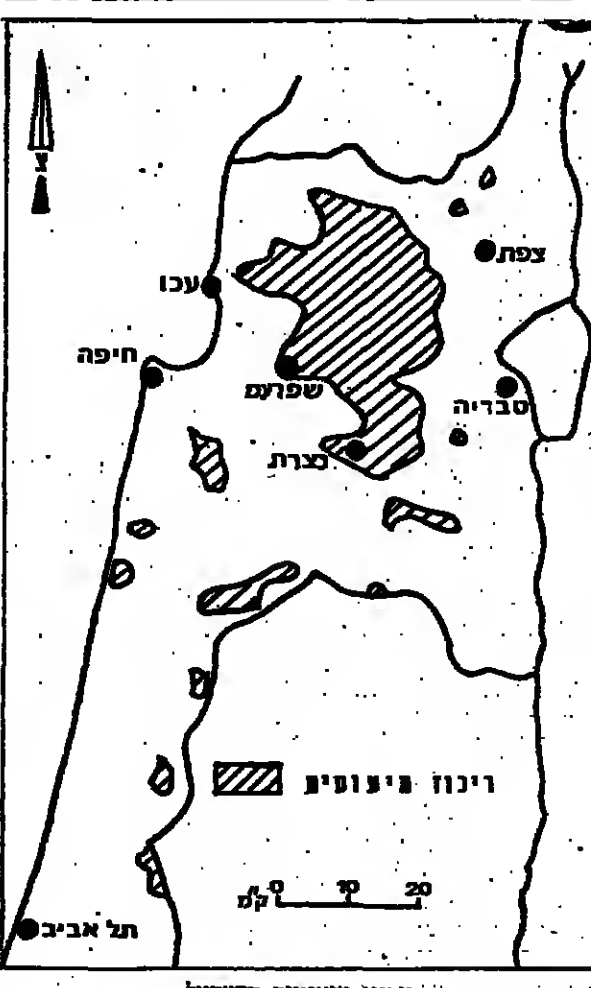 צ
צפת
עכו
חיפה
שפרעם
טבריה
נצרת
ריכוז מיעוטים
ק"מ 0 10 20
תל אביב